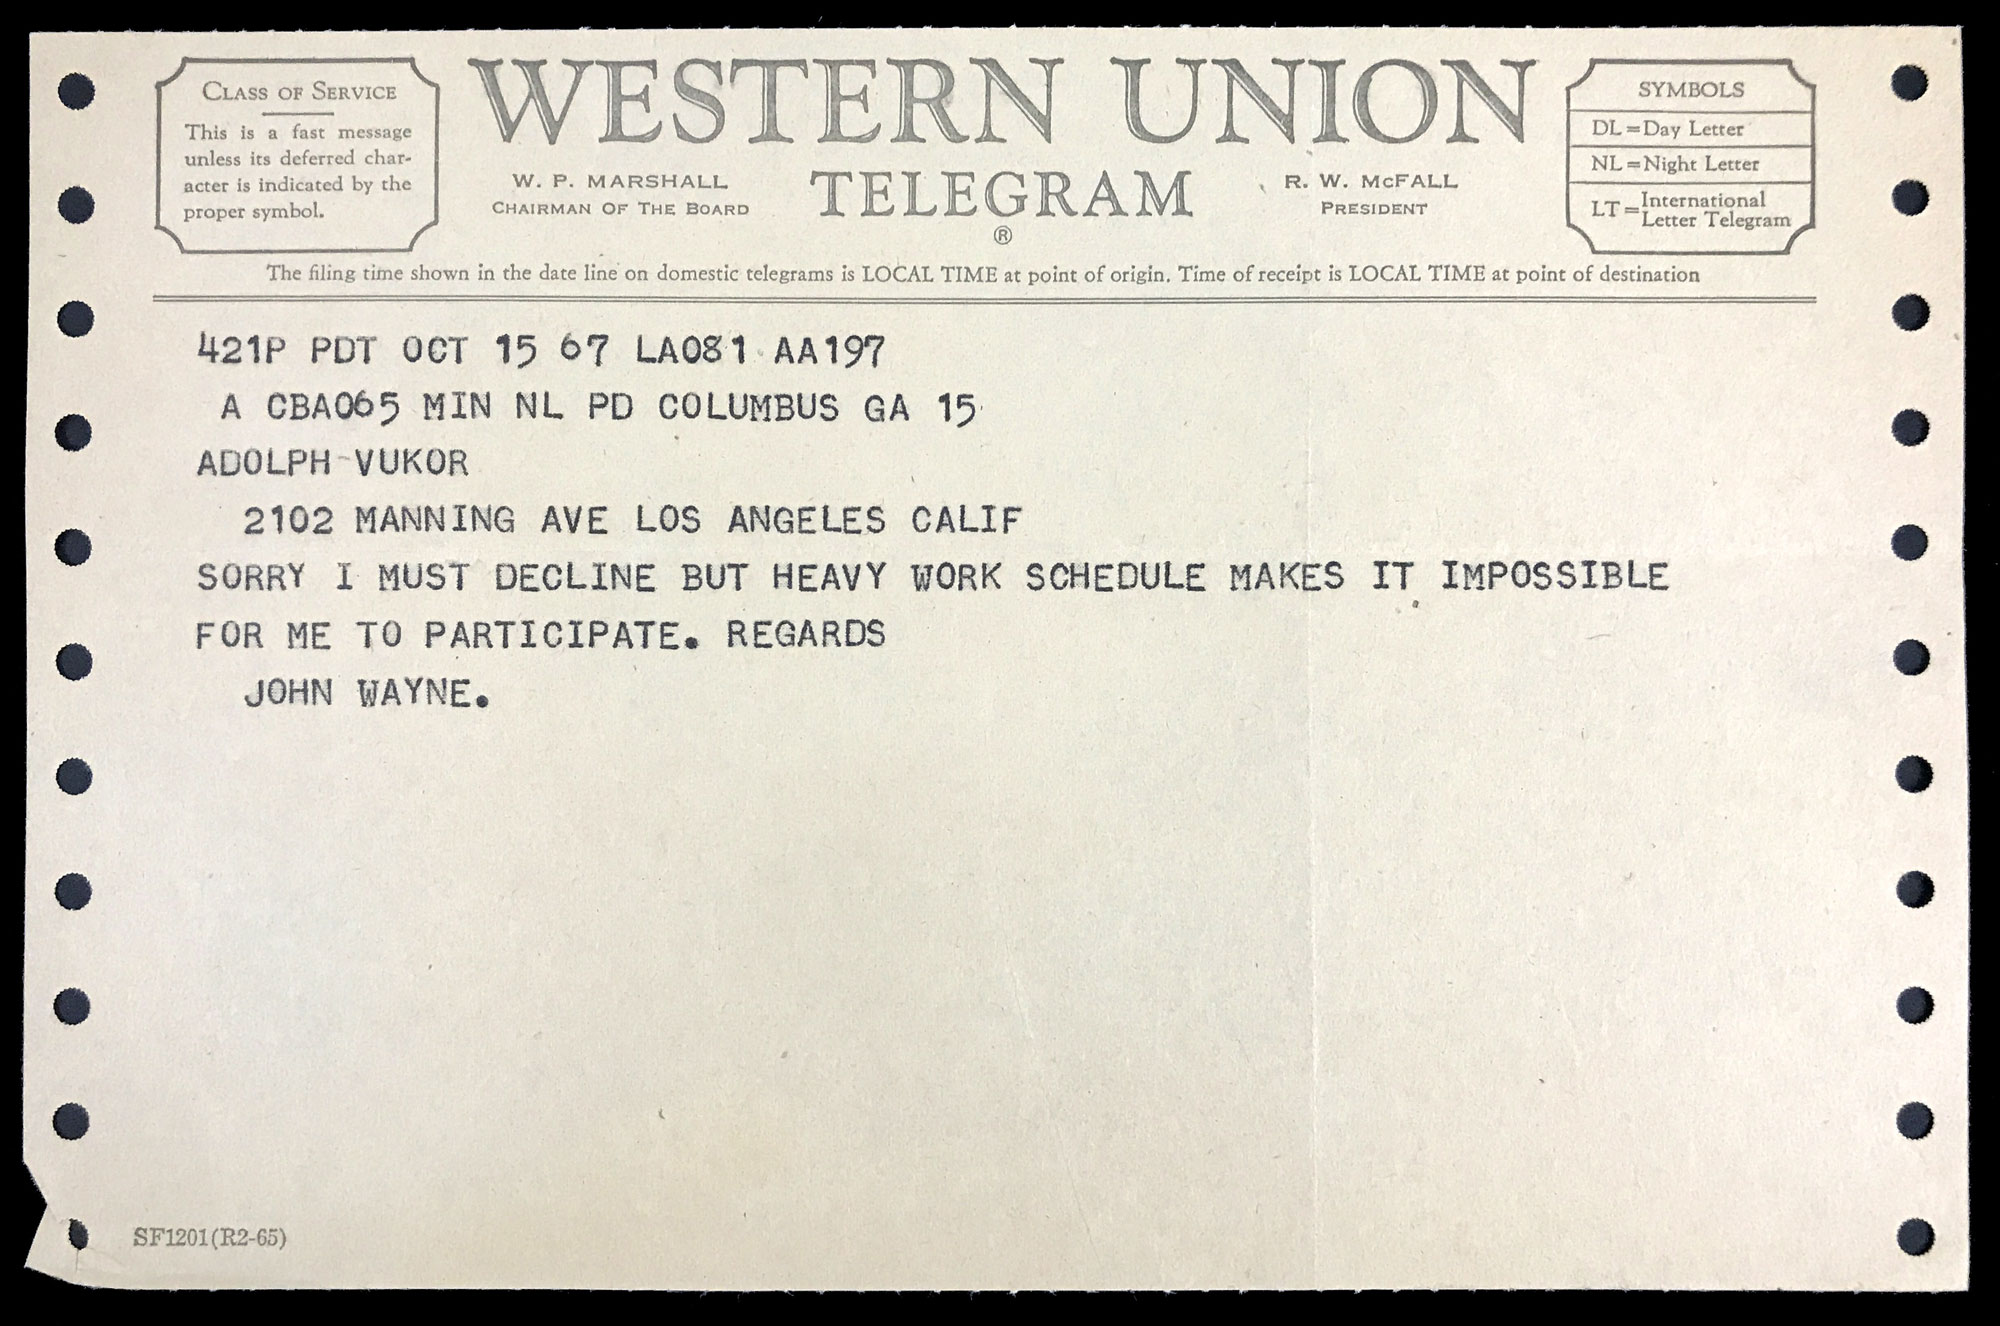 CLASS OF SERVICE
This is a fast message
unless its deferred char-
acter is indicated by the
proper symbol.
WESTERN UNION
TELEGRAM
®
W. P. MARSHALL
CHAIRMAN OF THE BOARD
R. W. McFALL
PRESIDENT
SYMBOLS
DL=Day Letter
NL=Night Letter
LT=International
Letter Telegram
The filing time shown in the date line on domestic telegrams is LOCAL TIME at point of origin. Time of receipt is LOCAL TIME at point of destination
421P PDT OCT 15 67 LA081 AA197
A CBA065 MIN NL PD COLUMBUS GA 15
ADOLPH VUKOR
2102 MANNING AVE LOS ANGELES CALIF
SORRY I MUST DECLINE BUT HEAVY WORK SCHEDULE MAKES IT IMPOSSIBLE
FOR ME TO PARTICIPATE. REGARDS
JOHN WAYNE.
SF1201(R2-65)